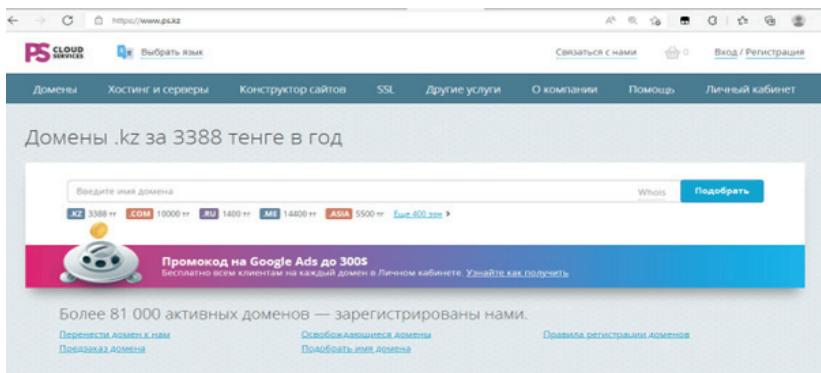 https://www.ps.kz
PS CLOUD SERVICES Выбрать язык Связаться с нами 0 Вход / Регистрация
Домены Хостинг и серверы Конструктор сайтов SSL Другие услуги О компании Помощь Личный кабинет
Домены .kz за 3388 тенге в год
Введите имя домена Whois Подобрать
.KZ 3388 тг .COM 10000 тг .RU 1400 тг .ME 14400 тг .ASIA 5500 тг Еще 400 зон
Промокод на Google Ads до 300$
Бесплатно всем клиентам на каждый домен в Личном кабинете. Узнайте как получить
Более 81 000 активных доменов — зарегистрированы нами.
Перенести домен к нам Освобождающиеся домены Правила регистрации доменов
Предзаказ домена Подобрать имя домена